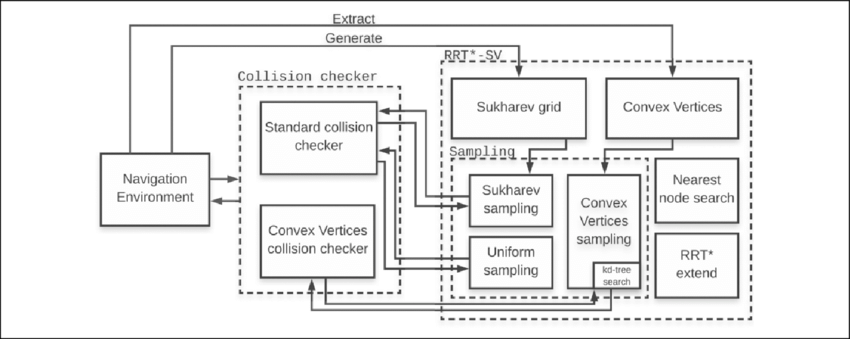 Extract
Generate
RRT*-SV
Collision checker
Sukharev grid
Convex Vertices
Standard collision
checker
Sampling
Navigation
Environment
Sukharev
sampling
Convex
Vertices
sampling
Nearest
node search
Convex Vertices
collision checker
Uniform
sampling
kd-tree
search
RRT*
extend